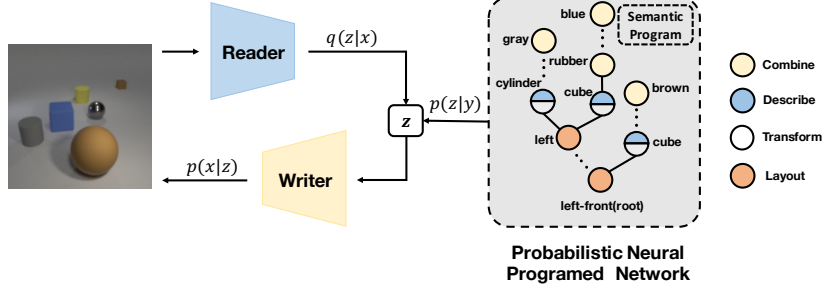 Reader
q(z|x)
z
p(z|y)
p(x|z)
Writer
blue
gray
rubber
cylinder
cube
brown
left
cube
left-front(root)
Semantic
Program
Combine
Describe
Transform
Layout
Probabilistic Neural
Programed Network